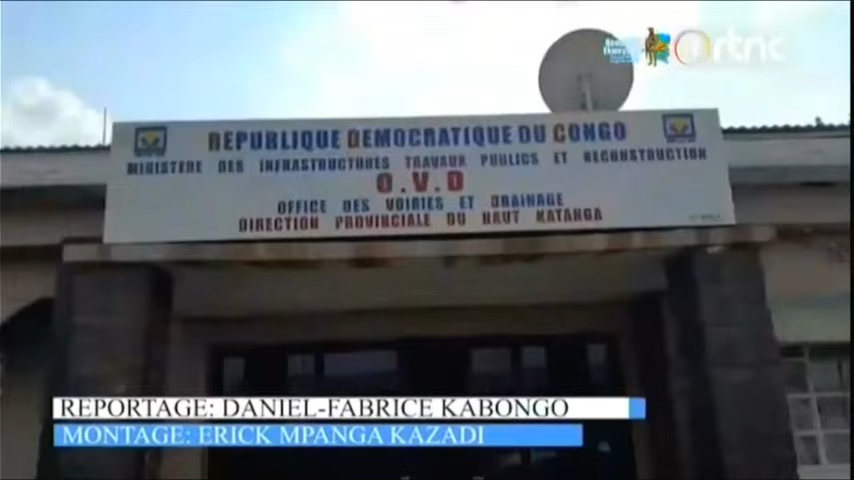 rtnc
REPUBLIQUE DEMOCRATIQUE DU CONGO
MINISTERE DES INFRASTRUCTURES TRAVAUX PUBLICS ET RECONSTRUCTION
O.V.D
OFFICE DES VOIRIES ET DRAINAGE
DIRECTION PROVINCIALE DU HAUT KATANGA
REPORTAGE: DANIEL-FABRICE KABONGO
MONTAGE: ERICK MPANGA KAZADI